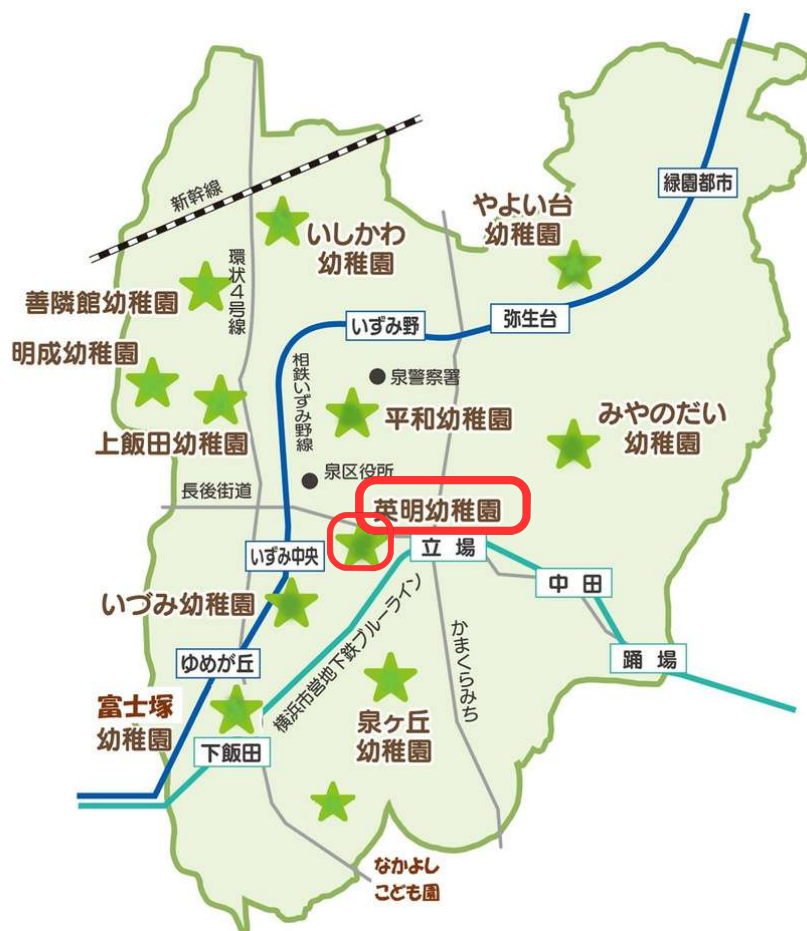 新幹線
緑園都市
やよい台
幼稚園
いしかわ
幼稚園
環状4号線
善隣館幼稚園
いずみ野
弥生台
明成幼稚園
相鉄いずみ野線
泉警察署
上飯田幼稚園
平和幼稚園
みやのだい
幼稚園
泉区役所
長後街道
英明幼稚園
いずみ中央
立場
中田
いづみ幼稚園
横浜市営地下鉄ブルーライン
かまくらみち
ゆめが丘
踊場
富士塚
幼稚園
泉ヶ丘
幼稚園
下飯田
なかよし
こども園